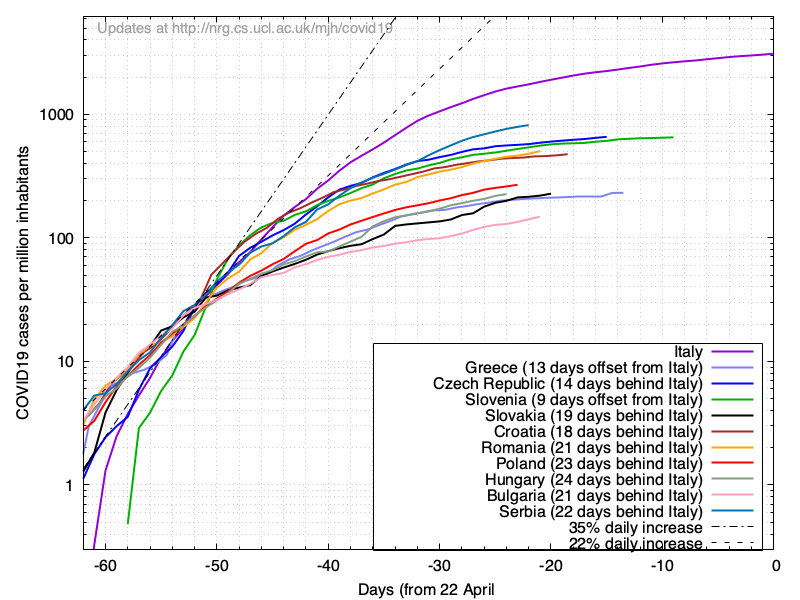 Updates at http://nrg.cs.ucl.ac.uk/mjh/covid19
COVID19 cases per million inhabitants
1000
100
10
1
Italy
Greece (13 days offset from Italy)
Czech Republic (14 days behind Italy)
Slovenia (9 days offset from Italy)
Slovakia (19 days behind Italy)
Croatia (18 days behind Italy)
Romania (21 days behind Italy)
Poland (23 days behind Italy)
Hungary (24 days behind Italy)
Bulgaria (21 days behind Italy)
Serbia (22 days behind Italy)
35% daily increase
22% daily increase
-60 -50 -40 -30 -20 -10 0
Days (from 22 April